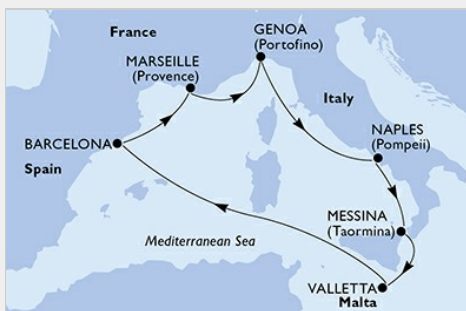 France
GENOA
(Portofino)
MARSEILLE
(Provence)
Italy
NAPLES
(Pompeii)
BARCELONA
Spain
MESSINA
(Taormina)
Mediterranean Sea
VALLETTA
Malta